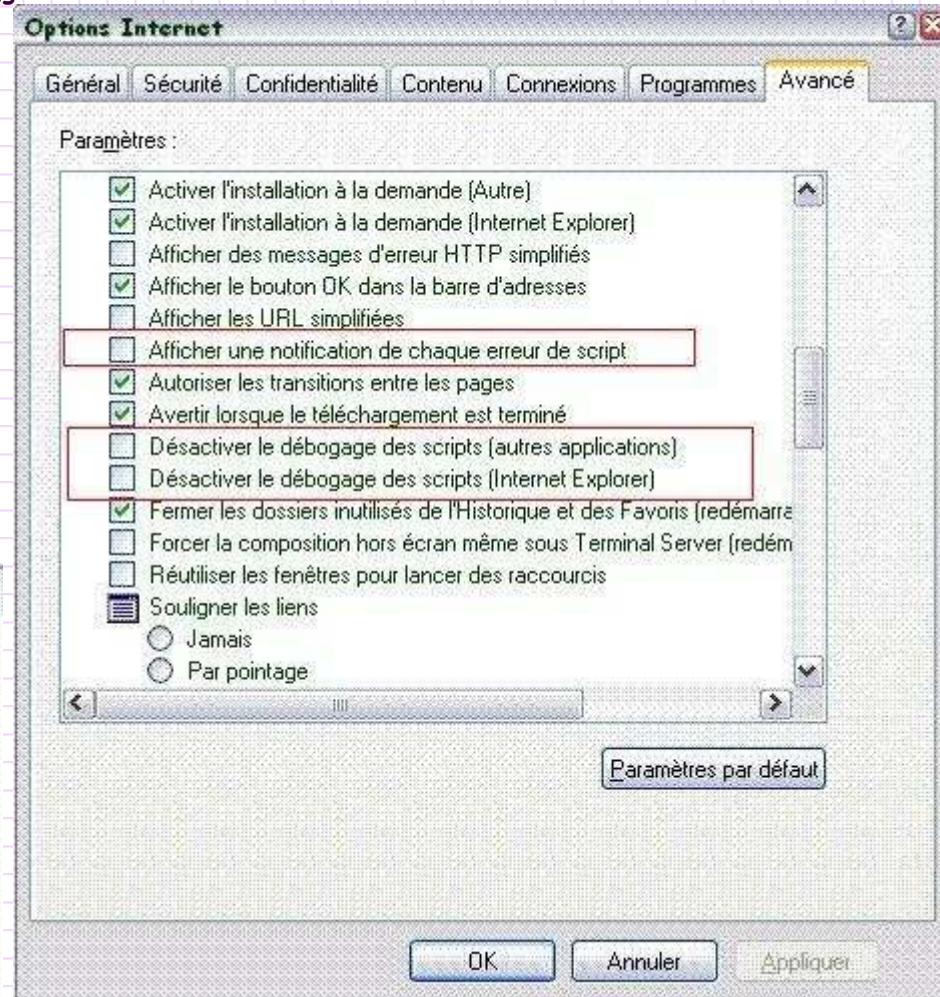 Options Internet
Général Sécurité Confidentialité Contenu Connexions Programmes Avancé
Paramètres :
Activer l'installation à la demande (Autre)
Activer l'installation à la demande (Internet Explorer)
Afficher des messages d'erreur HTTP simplifiés
Afficher le bouton OK dans la barre d'adresses
Afficher les URL simplifiées
Afficher une notification de chaque erreur de script
Autoriser les transitions entre les pages
Avertir lorsque le téléchargement est terminé
Désactiver le débogage des scripts (autres applications)
Désactiver le débogage des scripts (Internet Explorer)
Fermer les dossiers inutilisés de l'Historique et des Favoris (redémarra
Forcer la composition hors écran même sous Terminal Server (redém
Réutiliser les fenêtres pour lancer des raccourcis
Souligner les liens
Jamais
Par pointage
Paramètres par défaut
OK Annuler Appliquer